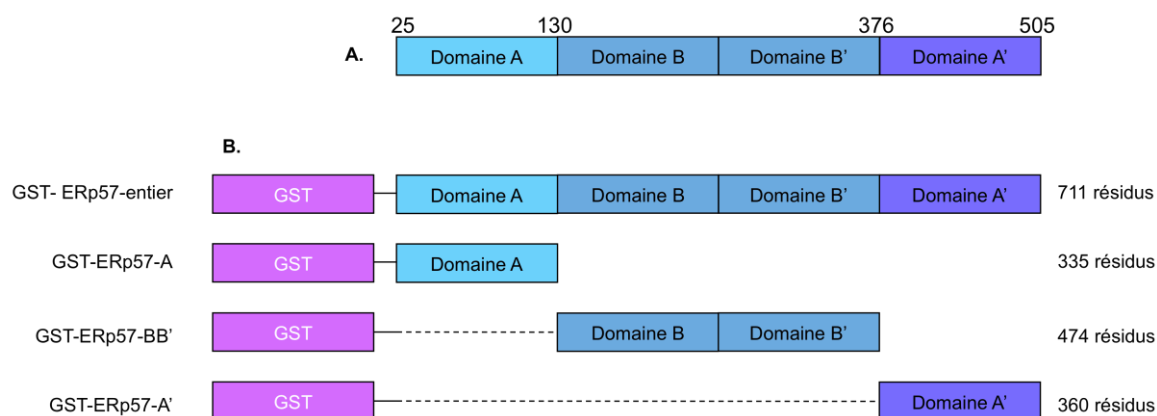 25 130 376 505
A. Domaine A Domaine B Domaine B’ Domaine A’
B.
GST- ERp57-entier GST Domaine A Domaine B Domaine B’ Domaine A’ 711 résidus
GST-ERp57-A GST Domaine A 335 résidus
GST-ERp57-BB’ GST Domaine B Domaine B’ 474 résidus
GST-ERp57-A’ GST Domaine A’ 360 résidus